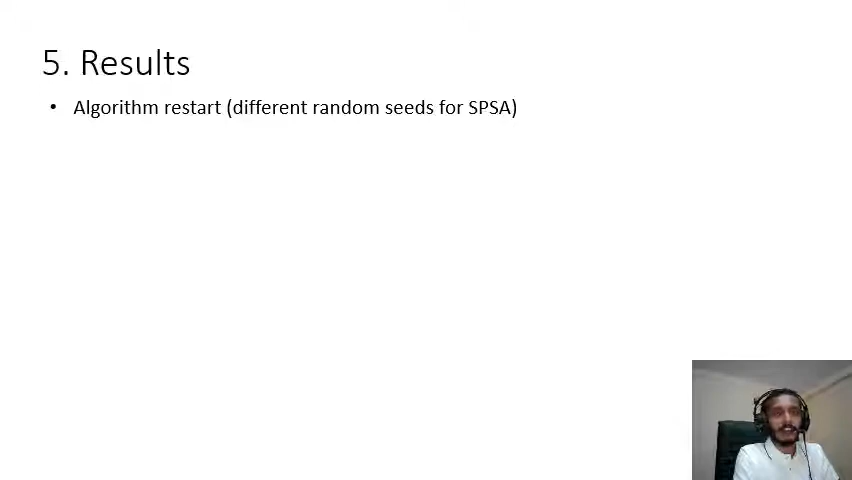 5. Results
• Algorithm restart (different random seeds for SPSA)